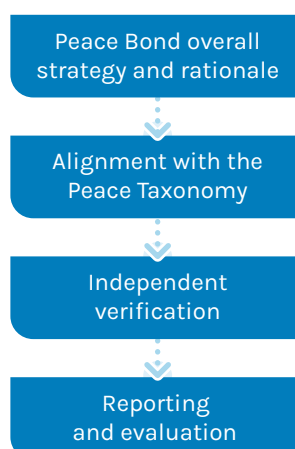 Peace Bond overall
strategy and rationale
Alignment with the
Peace Taxonomy
Independent
verification
Reporting
and evaluation